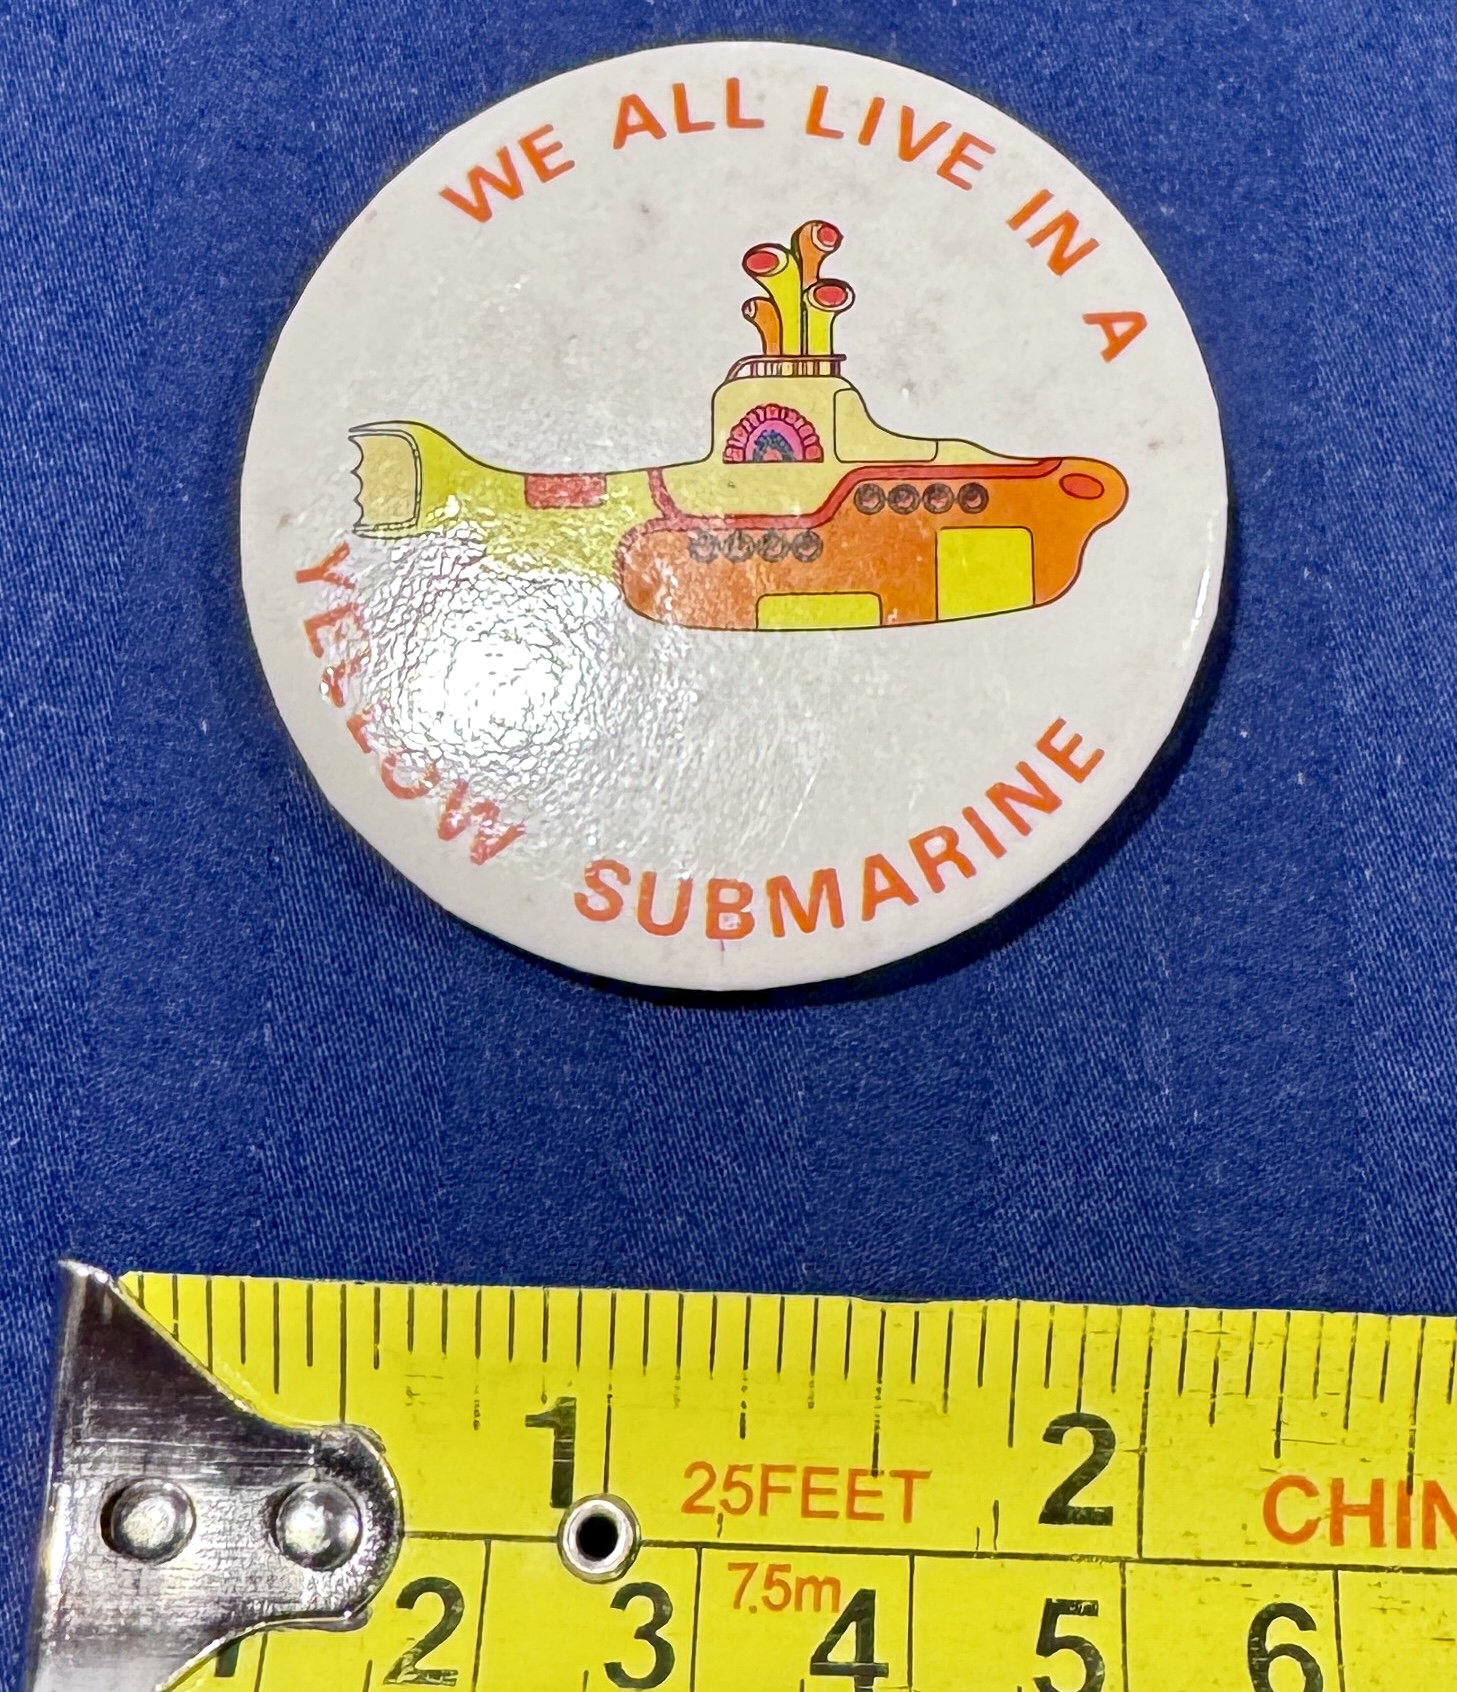 WE ALL LIVE IN A
YELLOW SUBMARINE
1 2
25FEET
CHIN
7.5m
2 3 4 5 6